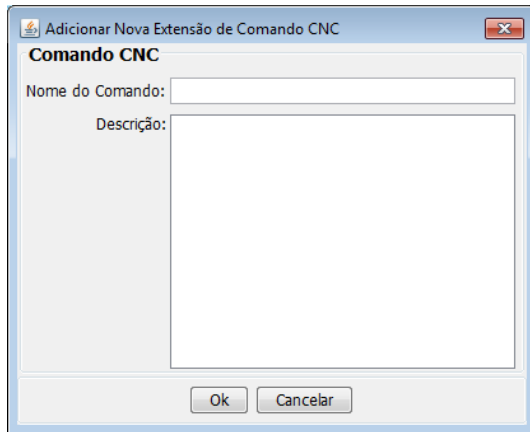 Adicionar Nova Extensão de Comando CNC
Comando CNC
Nome do Comando:
Descrição:
Ok Cancelar